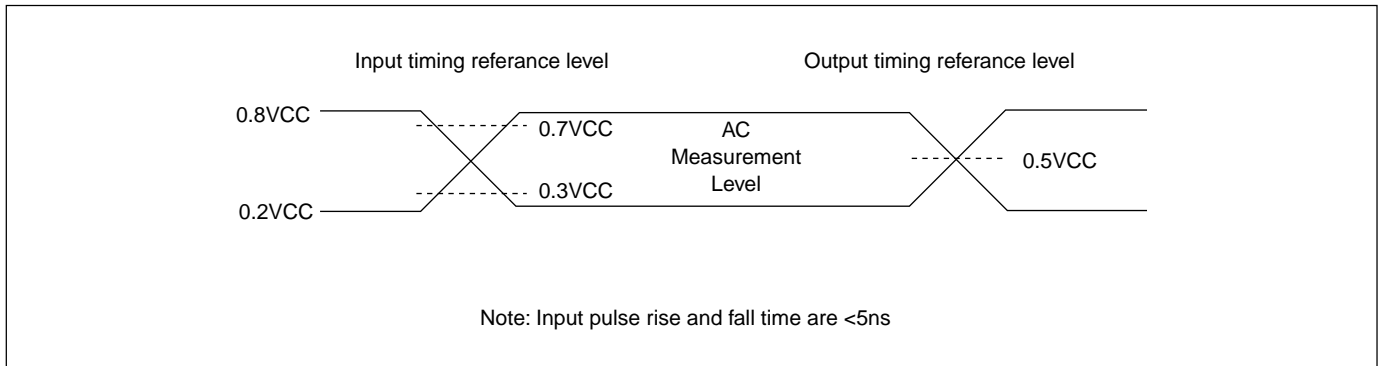 Input timing referance level
Output timing referance level
0.8VCC
0.7VCC
AC
Measurement
Level
0.5VCC
0.3VCC
0.2VCC
Note: Input pulse rise and fall time are <5ns